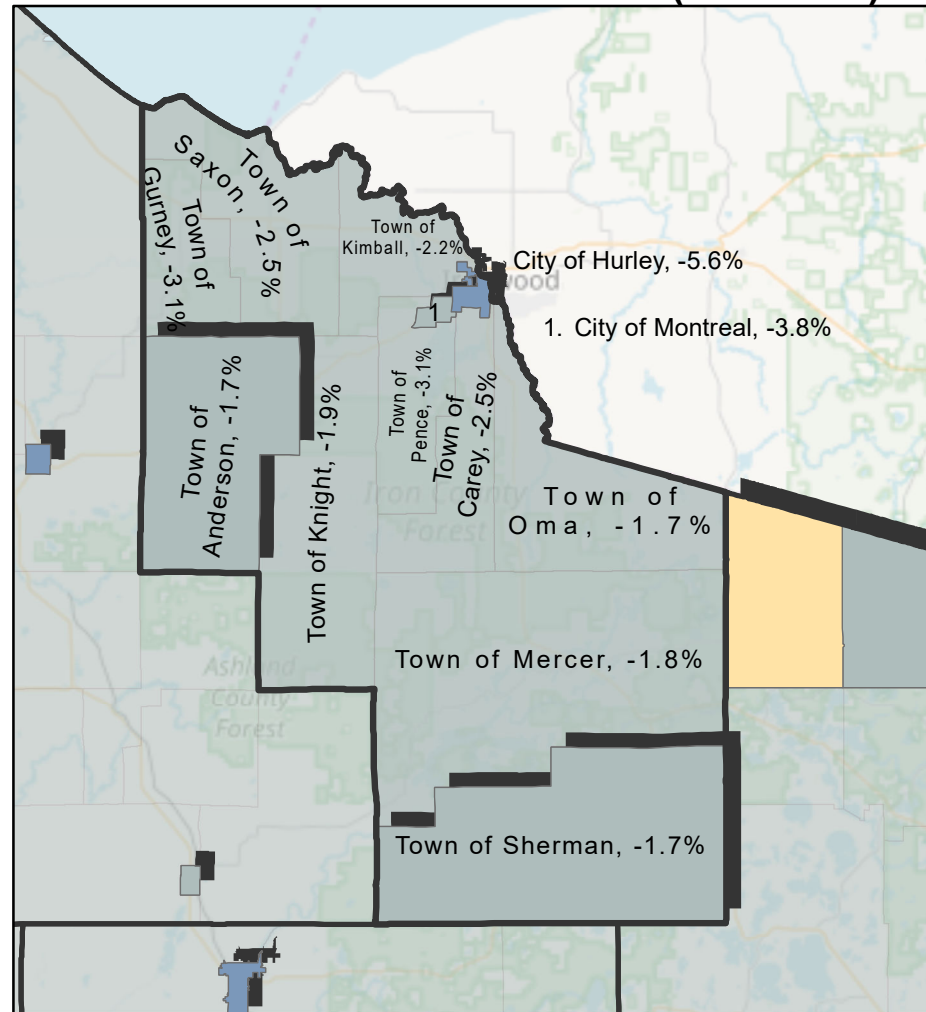 Town of
Saxon, -2.5%
Town of
Gurney, -3.1%
Town of
Kimball, -2.2%
City of Hurley, -5.6%
wood
1
1. City of Montreal, -3.8%
Town of
Anderson, -1.7%
Town of Knight, -1.9%
Town of
Pence, -3.1%
Town of
Carey, -2.5%
Iron County
Forest
Town of
Oma, -1.7%
Ashland
County
Forest
Town of Mercer, -1.8%
Town of Sherman, -1.7%